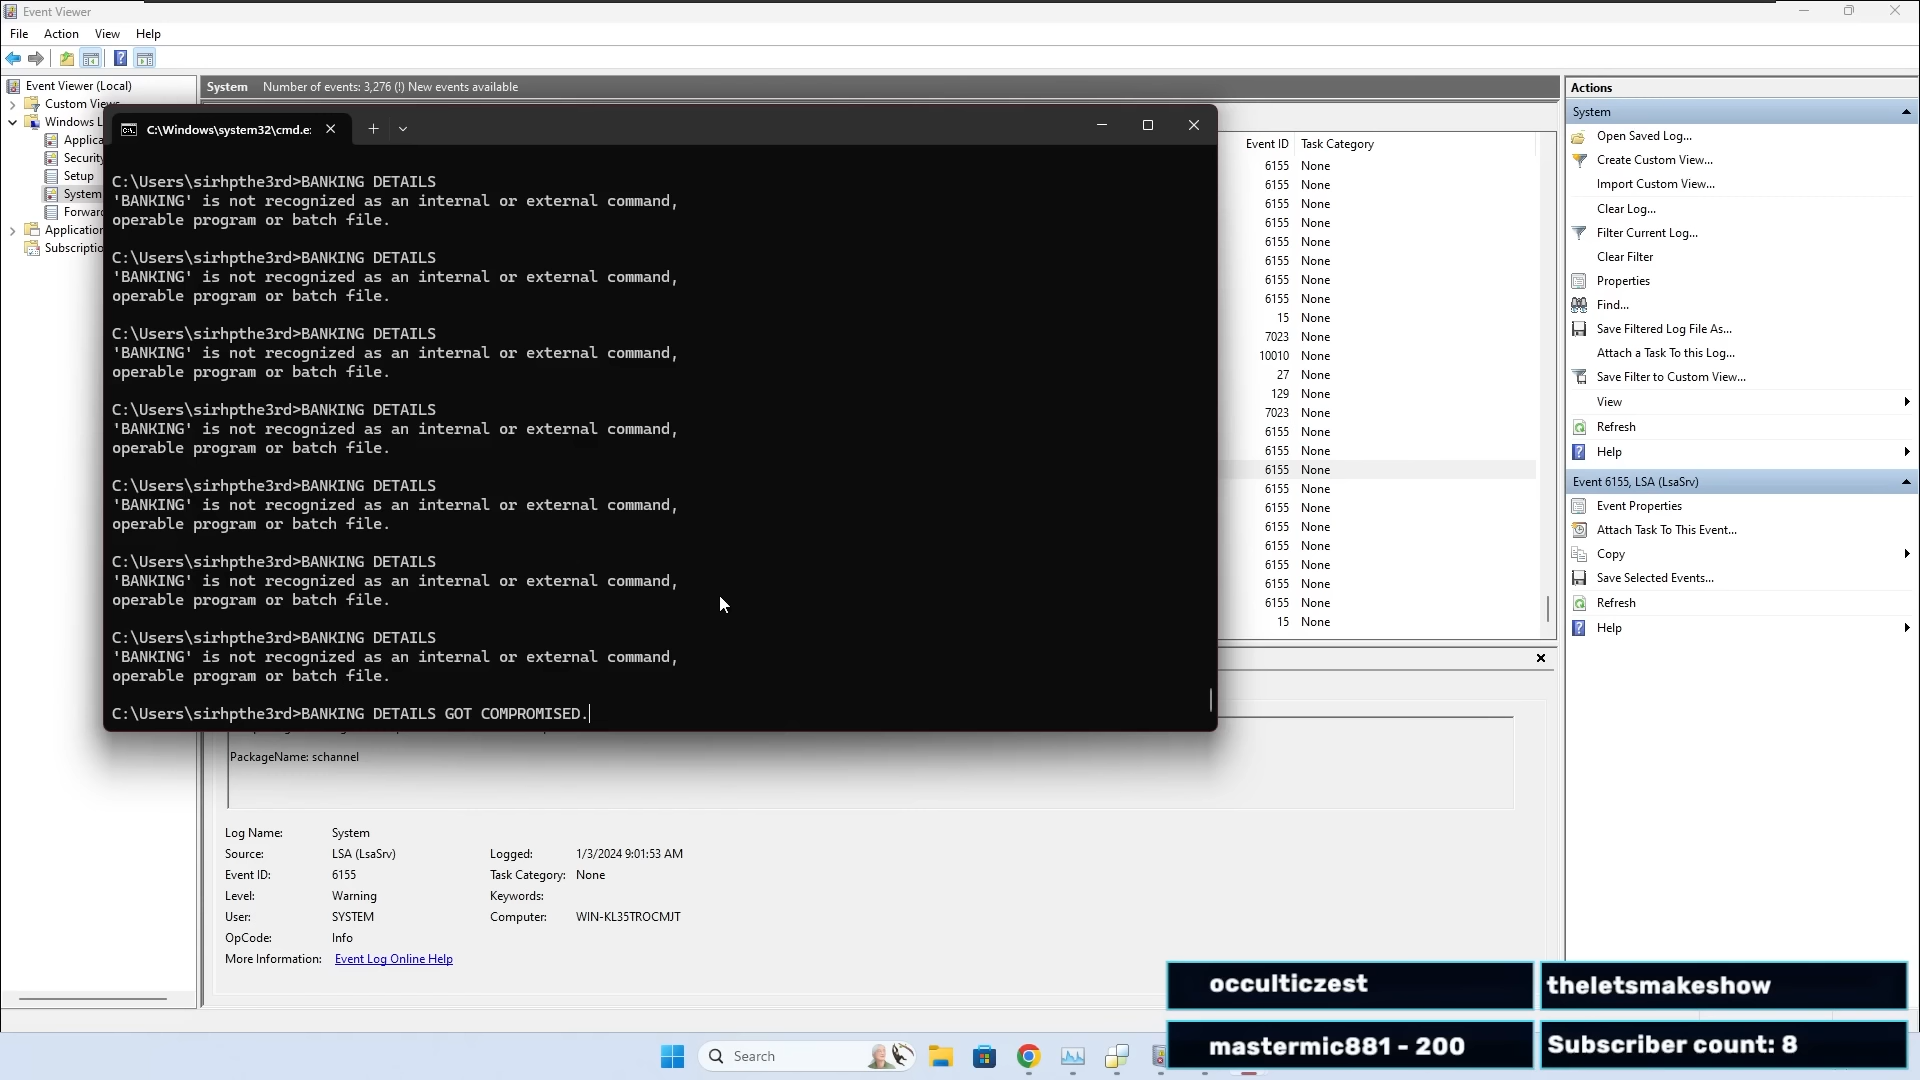 Event Viewer
File Action View Help
Event Viewer (Local)
Custom Views
Windows L
Applica
Security
Setup
System
Forward
Application
Subscriptio
System Number of events: 3,276 (!) New events available
C:\Windows\system32\cmd.e:
C:\Users\sirhpthe3rd>BANKING DETAILS
'BANKING' is not recognized as an internal or external command,
operable program or batch file.
C:\Users\sirhpthe3rd>BANKING DETAILS
'BANKING' is not recognized as an internal or external command,
operable program or batch file.
C:\Users\sirhpthe3rd>BANKING DETAILS
'BANKING' is not recognized as an internal or external command,
operable program or batch file.
C:\Users\sirhpthe3rd>BANKING DETAILS
'BANKING' is not recognized as an internal or external command,
operable program or batch file.
C:\Users\sirhpthe3rd>BANKING DETAILS
'BANKING' is not recognized as an internal or external command,
operable program or batch file.
C:\Users\sirhpthe3rd>BANKING DETAILS
'BANKING' is not recognized as an internal or external command,
operable program or batch file.
C:\Users\sirhpthe3rd>BANKING DETAILS
'BANKING' is not recognized as an internal or external command,
operable program or batch file.
C:\Users\sirhpthe3rd>BANKING DETAILS GOT COMPROMISED.
Event ID Task Category
6155 None
6155 None
6155 None
6155 None
6155 None
6155 None
6155 None
6155 None
15 None
7023 None
10010 None
27 None
129 None
7023 None
6155 None
6155 None
6155 None
6155 None
6155 None
6155 None
6155 None
6155 None
6155 None
6155 None
15 None
PackageName: schannel
Log Name: System
Source: LSA (LsaSrv) Logged: 1/3/2024 9:01:53 AM
Event ID: 6155 Task Category: None
Level: Warning Keywords:
User: SYSTEM Computer: WIN-KL35TROCMJT
OpCode: Info
More Information: Event Log Online Help
Actions
System
Open Saved Log...
Create Custom View...
Import Custom View...
Clear Log...
Filter Current Log...
Clear Filter
Properties
Find...
Save Filtered Log File As...
Attach a Task To this Log...
Save Filter to Custom View...
View
Refresh
Help
Event 6155, LSA (LsaSrv)
Event Properties
Attach Task To This Event...
Copy
Save Selected Events...
Refresh
Help
occulticzest
theletsmakeshow
mastermic881 - 200
Subscriber count: 8
Search